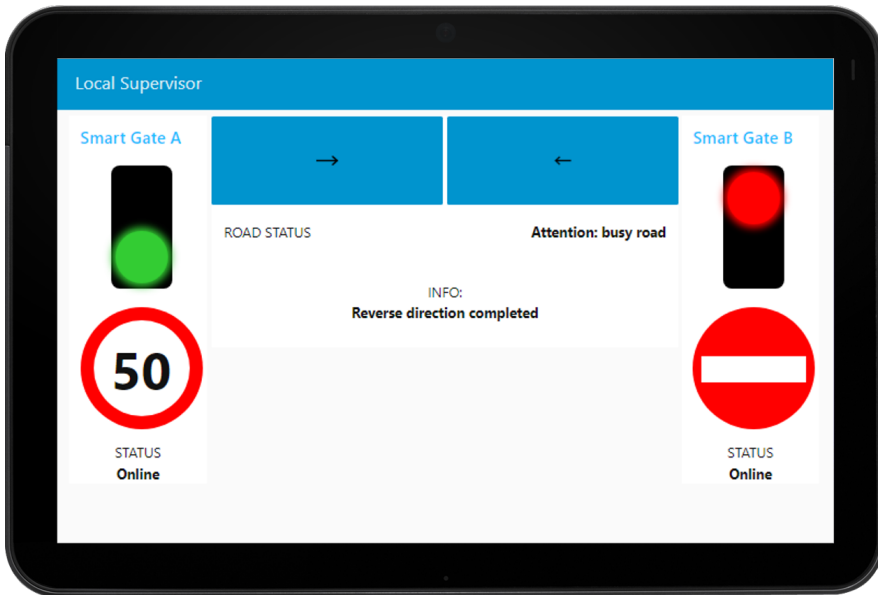 Local Supervisor
Smart Gate A
→
←
Smart Gate B
ROAD STATUS
Attention: busy road
INFO:
Reverse direction completed
50
STATUS
Online
STATUS
Online